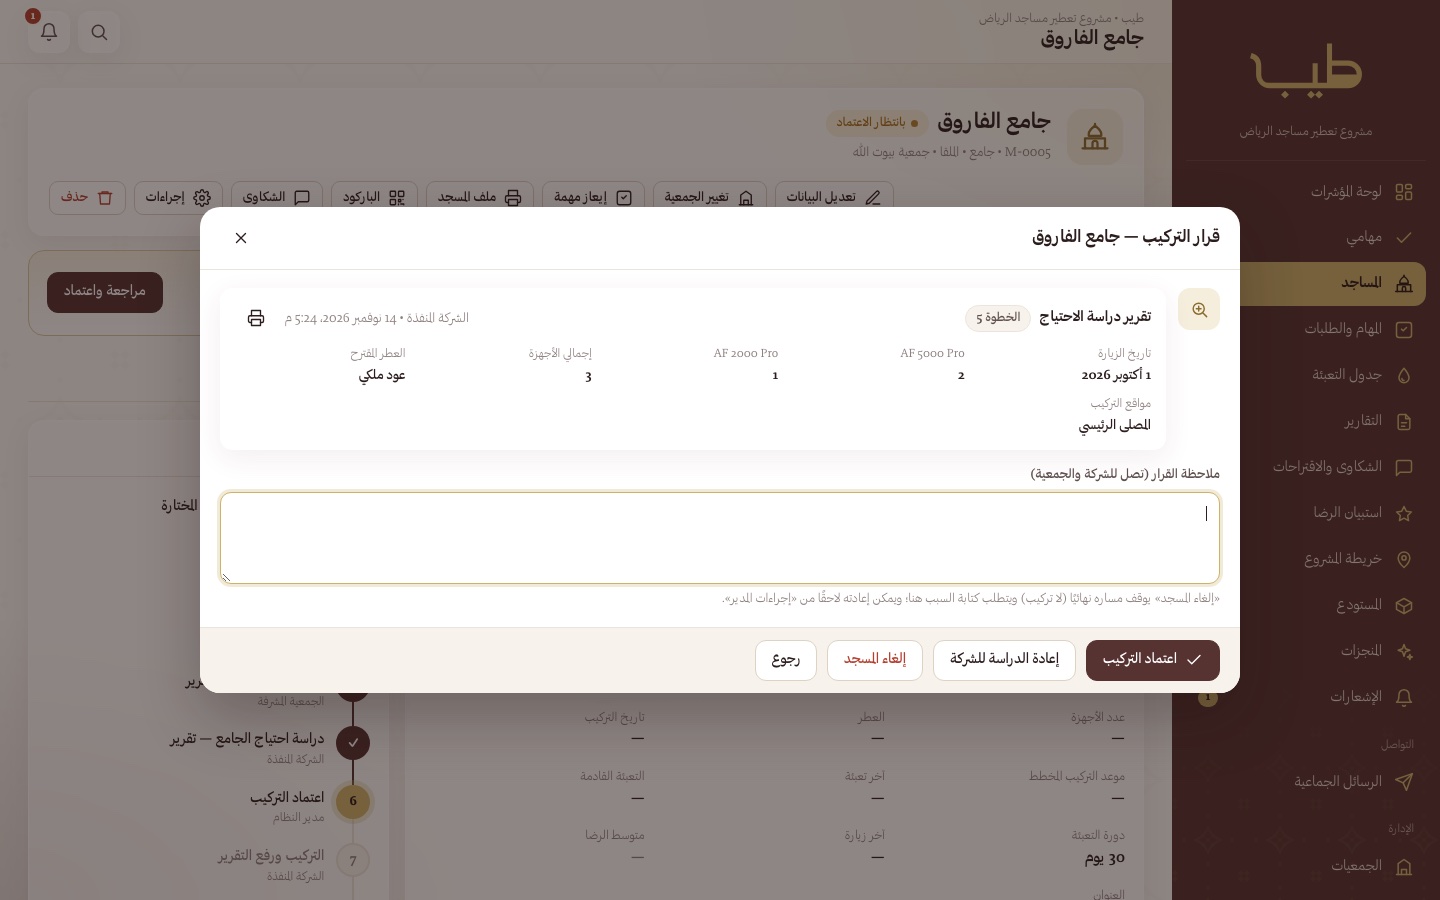 طيب
مشروع تعطير مساجد الرياض
لوحة المؤشرات
مهامي
المساجد
المهام والطلبات
جدول التعبئة
التقارير
الشكاوى والاقتراحات
استبيان الرضا
خريطة المشروع
المستودع
المنجزات
الإشعارات
1
التواصل
الرسائل الجماعية
الإدارة
الجمعيات
طيب • مشروع تعطير مساجد الرياض
جامع الفاروق
1
جامع الفاروق
بانتظار الاعتماد
M-0005 • جامع • الملقا • جمعية بيوت الله
تعديل البيانات
تغيير الجمعية
إيعاز مهمة
ملف المسجد
الباركود
الشكاوى
إجراءات
حذف
مراجعة واعتماد
قرار التركيب — جامع الفاروق
تقرير دراسة الاحتياج
الخطوة 5
الشركة المنفذة • 14 نوفمبر 2026، 5:24 م
تاريخ الزيارة
1 أكتوبر 2026
AF 5000 Pro
2
AF 2000 Pro
1
إجمالي الأجهزة
3
العطر المقترح
عود ملكي
مواقع التركيب
المصلى الرئيسي
ملاحظة القرار (تصل للشركة والجمعية)
«إلغاء المسجد» يوقف مساره نهائيًا (لا تركيب) ويتطلب كتابة السبب هنا؛ ويمكن إعادته لاحقًا من «إجراءات المدير».
اعتماد التركيب
إعادة الدراسة للشركة
إلغاء المسجد
رجوع
عدد الأجهزة
—
العطر
—
تاريخ التركيب
—
موعد التركيب المخطط
—
آخر تعبئة
—
التعبئة القادمة
—
دورة التعبئة
30 يوم
آخر زيارة
—
متوسط الرضا
—
العنوان
المختارة
الجمعية المشرفة
دراسة احتياج الجامع — تقرير
الشركة المنفذة
6
اعتماد التركيب
مدير النظام
7
التركيب ورفع التقرير
الشركة المنفذة